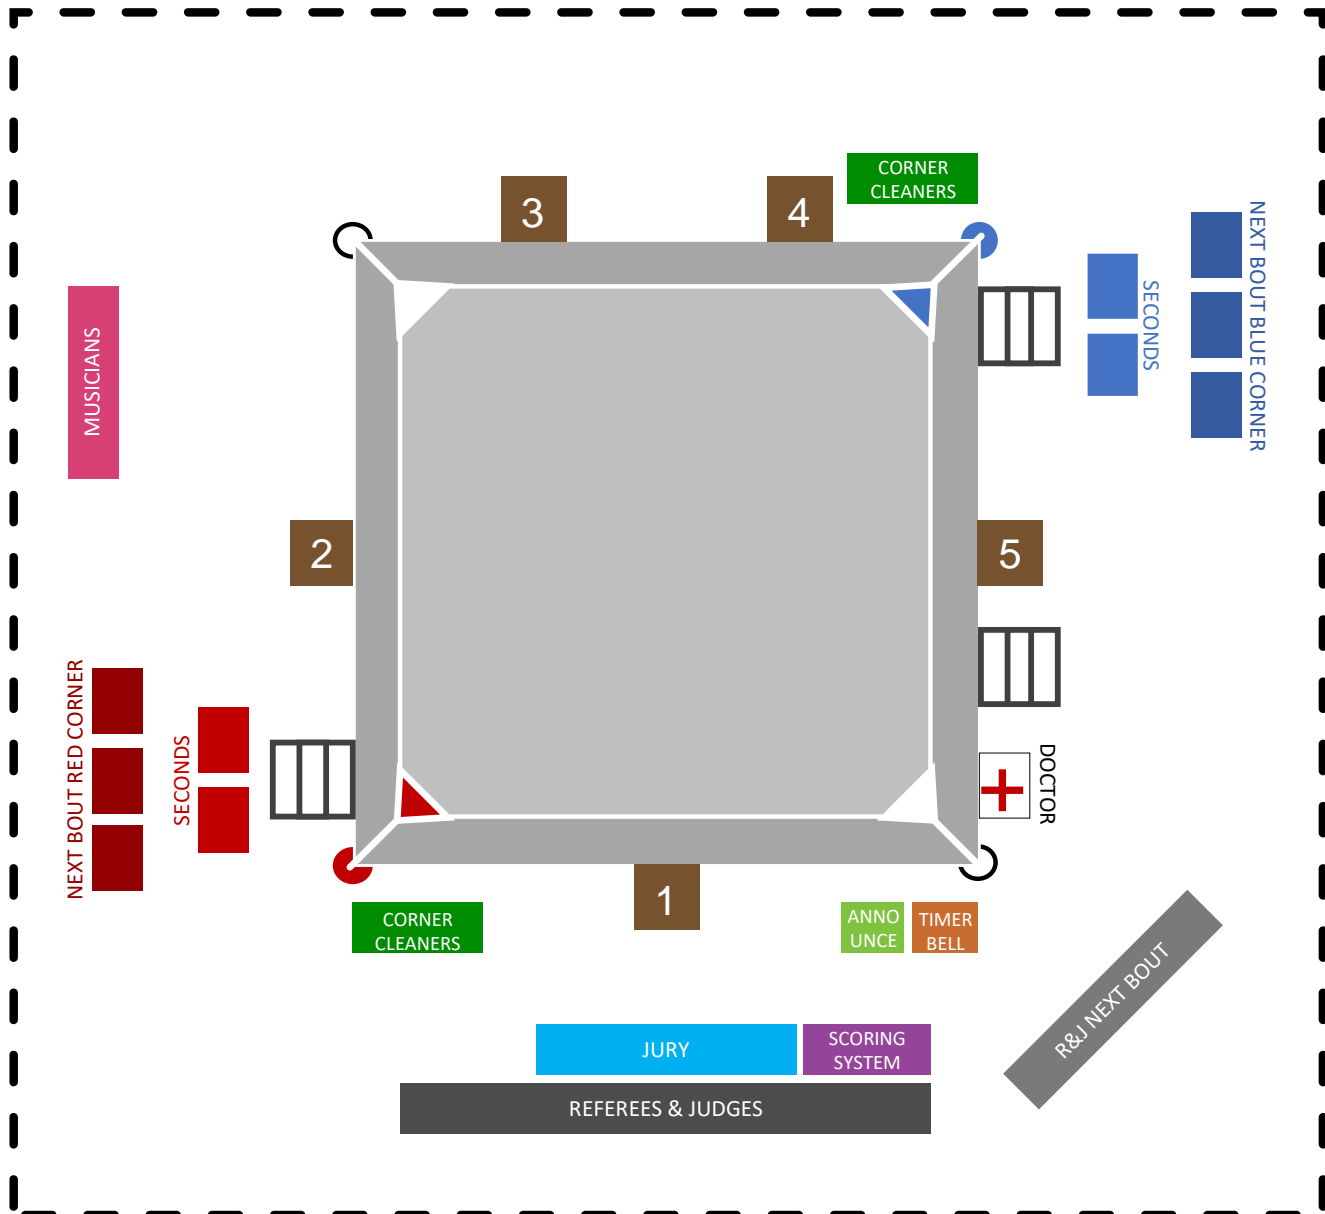 CORNER
CLEANERS
3
4
NEXT BOUT BLUE CORNER
SECONDS
MUSICIANS
2
5
NEXT BOUT RED CORNER
SECONDS
DOCTOR
1
CORNER
CLEANERS
ANNO
UNCE
TIMER
BELL
R&J NEXT BOUT
JURY
SCORING
SYSTEM
REFEREES & JUDGES